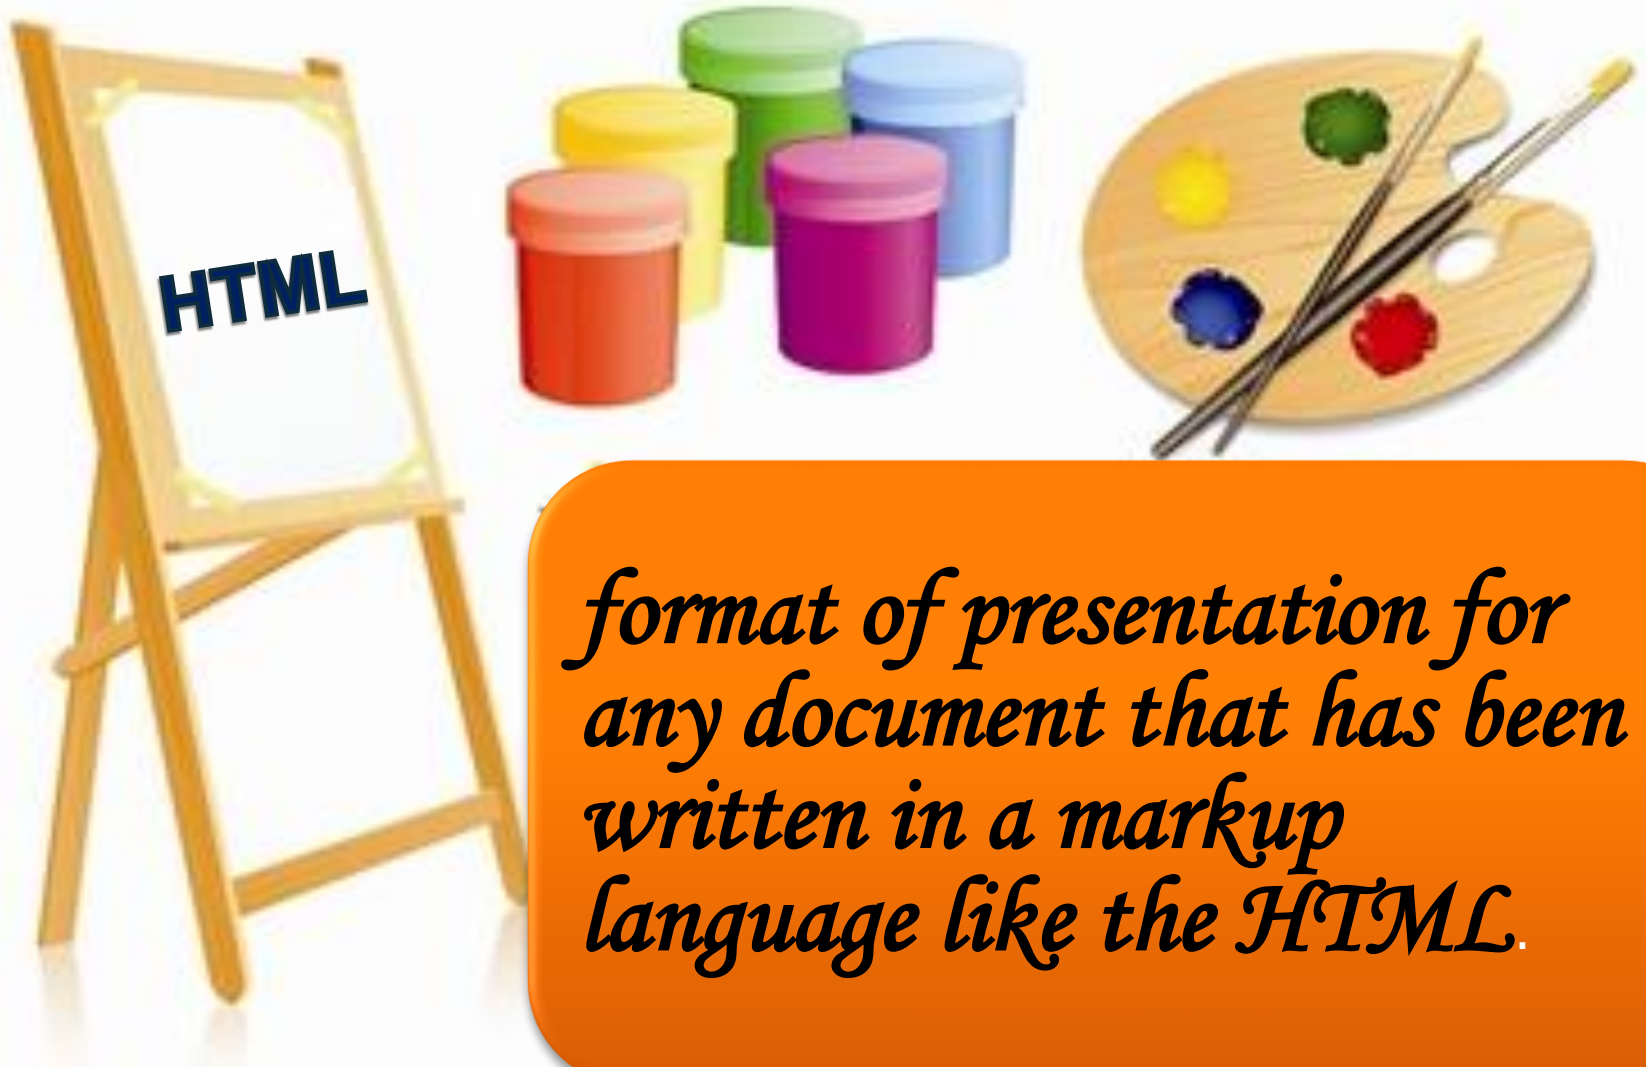 HTML
format of presentation for
any document that has been
written in a markup
language like the HTML.